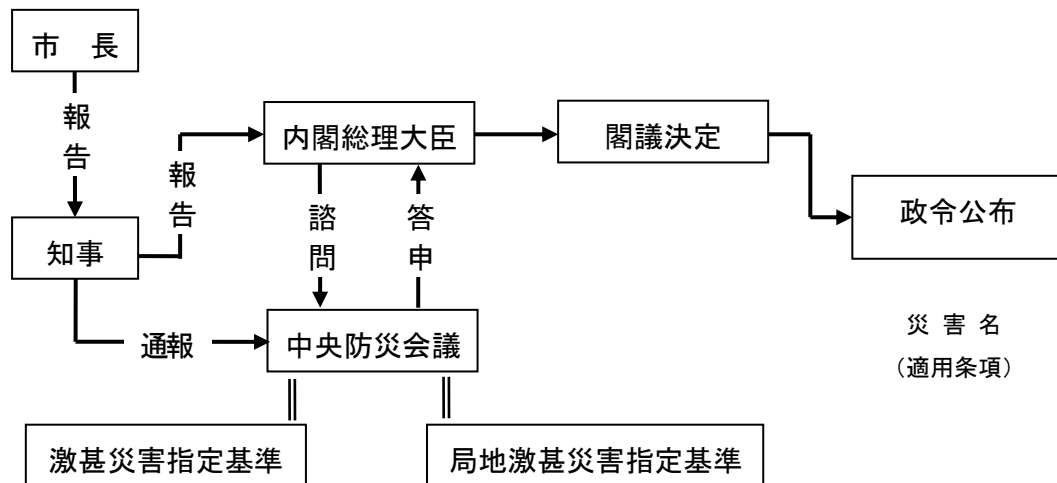 市　長
報告
内閣総理大臣
閣議決定
報告
諮問
答申
政令公布
知事
災 害 名
（適用条項）
通報
中央防災会議
激甚災害指定基準
局地激甚災害指定基準